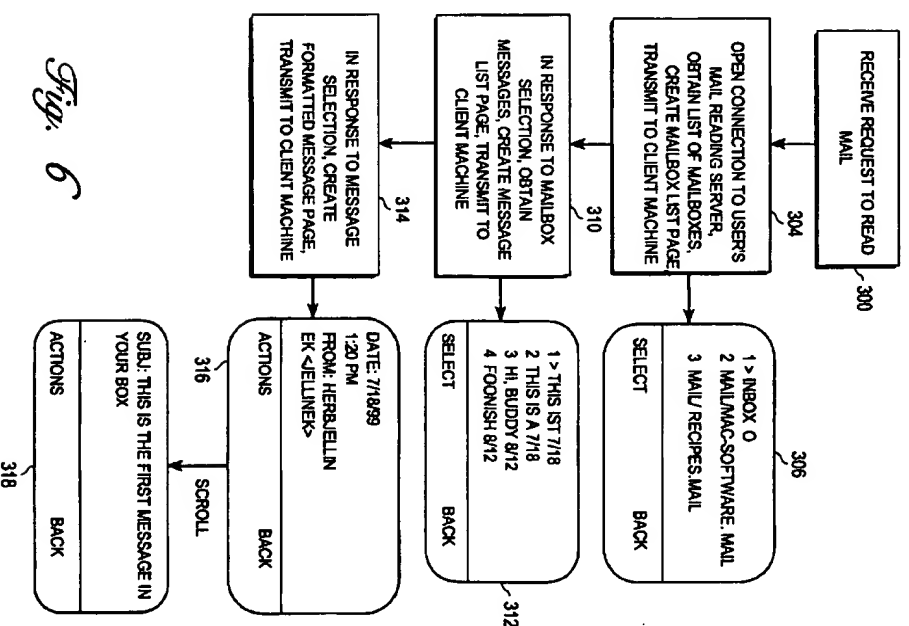 RECEIVE REQUEST TO READ
MAIL
300
OPEN CONNECTION TO USER'S
MAIL READING SERVER,
OBTAIN LIST OF MAILBOXES,
CREATE MAILBOX LIST PAGE,
TRANSMIT TO CLIENT MACHINE
304
1 > INBOX O
2 MAIL/MAC-SOFTWARE. MAIL
3 MAIL/ RECIPES.MAIL
SELECT BACK
306
IN RESPONSE TO MAILBOX
SELECTION, OBTAIN
MESSAGES, CREATE MESSAGE
LIST PAGE, TRANSMIT TO
CLIENT MACHINE
310
1 > THIS IST 7/18
2 THIS IS A 7/18
3 HI, BUDDY 8/12
4 FOONISH 8/12
SELECT BACK
312
IN RESPONSE TO MESSAGE
SELECTION, CREATE
FORMATTED MESSAGE PAGE,
TRANSMIT TO CLIENT MACHINE
314
DATE: 7/18/99
1:20 PM
FROM: HERBJELLIN
EK <JELLINEK>
ACTIONS BACK
316
SCROLL
SUBJ: THIS IS THE FIRST MESSAGE IN
YOUR BOX
ACTIONS BACK
318
Fig. 6